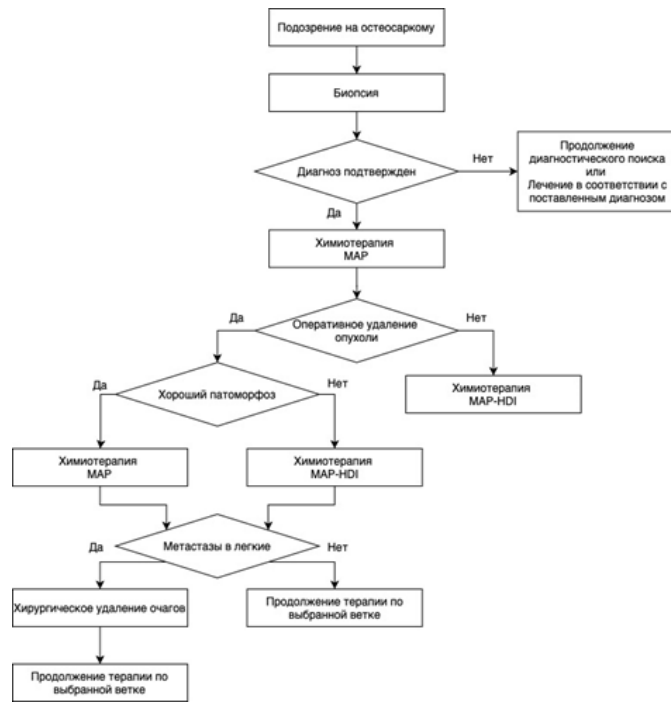 Подозрение на остеосаркому
Биопсия
Диагноз подтвержден
Нет
Продолжение
диагностического поиска
или
Лечение в соответствии с
поставленным диагнозом
Да
Химиотерапия
МАР
Да
Оперативное удаление
опухоли
Нет
Химиотерапия
MAP-HDI
Да
Хороший патоморфоз
Нет
Химиотерапия
МАР
Химиотерапия
MAP-HDI
Да
Метастазы в легкие
Нет
Хирургическое удаление очагов
Продолжение терапии по
выбранной ветке
Продолжение терапии по
выбранной ветке